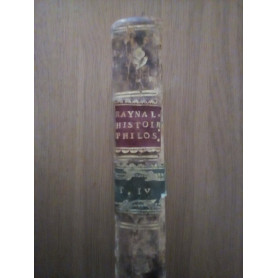 RAYNAL.
HISTOIR
PHILOS.
T. IV